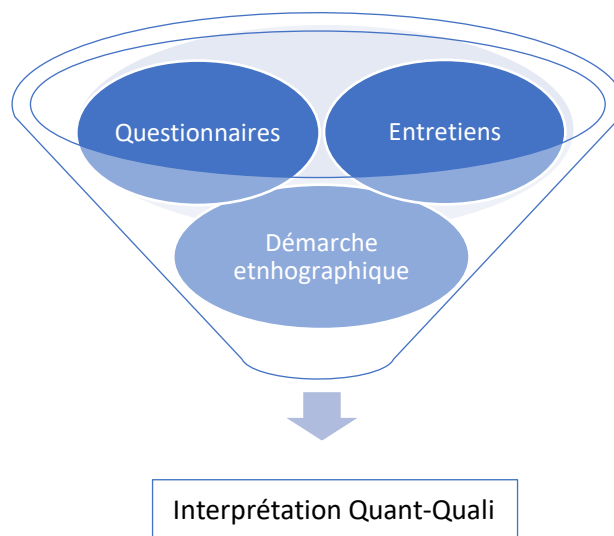 Questionnaires
Entretiens
Démarche
etnhographique
Interprétation Quant-Quali